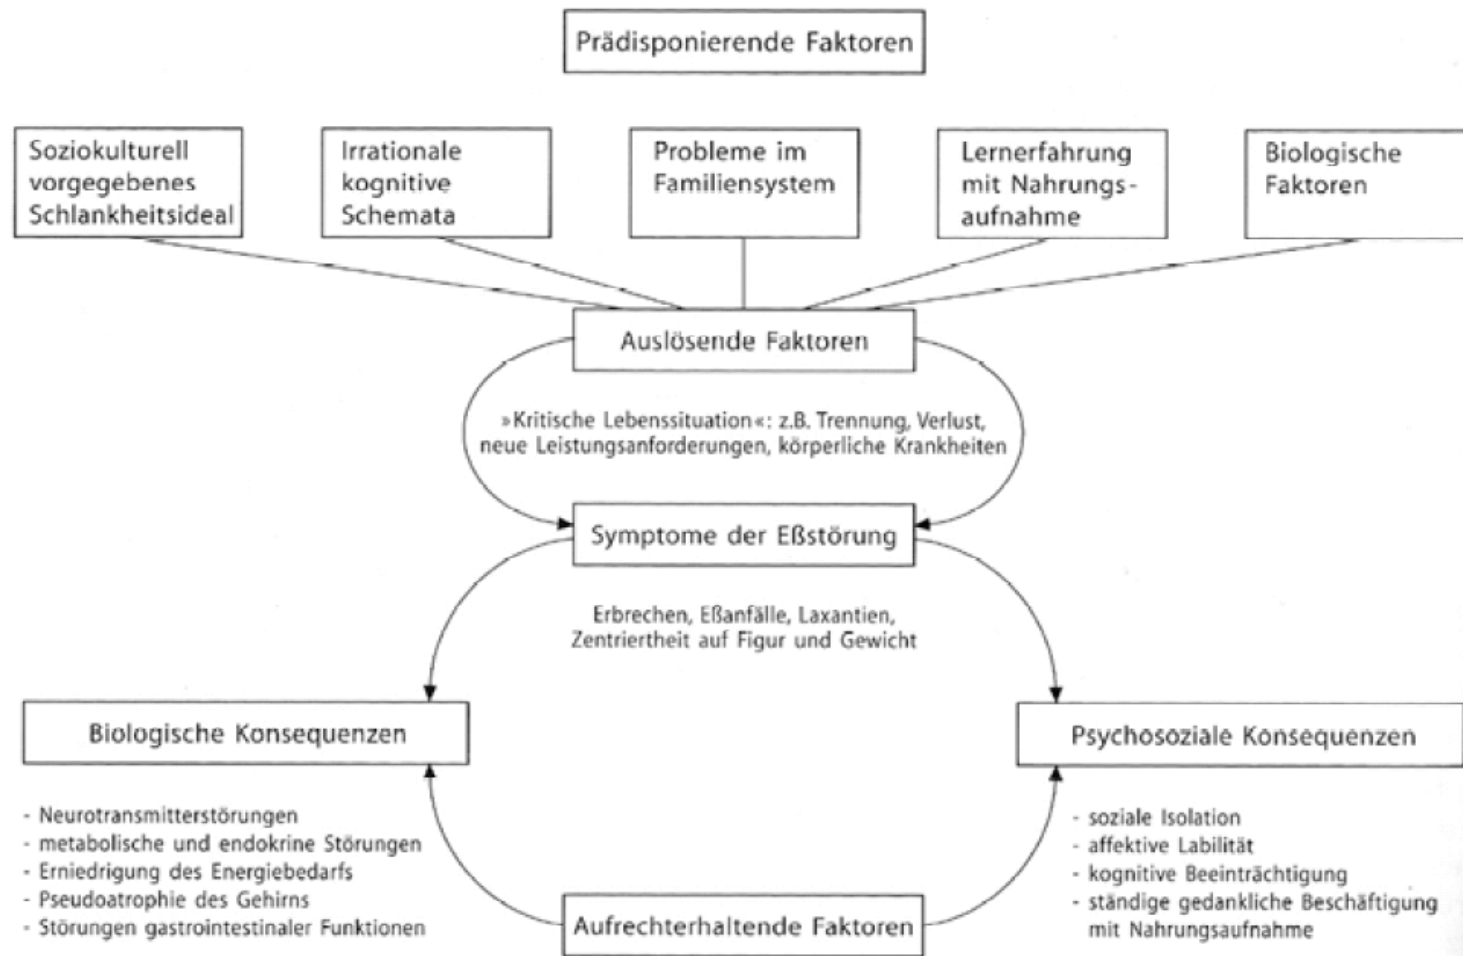 Prädisponierende Faktoren
Soziokulturell
vorgegebenes
Schlankheitsideal
Irrationale
kognitive
Schemata
Probleme im
Familiensystem
Lernerfahrung
mit Nahrungs-
aufnahme
Biologische
Faktoren
Auslösende Faktoren
»Kritische Lebenssituation«: z.B. Trennung, Verlust,
neue Leistungsanforderungen, körperliche Krankheiten
Symptome der Eßstörung
Erbrechen, Eßanfälle, Laxantien,
Zentriertheit auf Figur und Gewicht
Biologische Konsequenzen
- Neurotransmitterstörungen
- metabolische und endokrine Störungen
- Erniedrigung des Energiebedarfs
- Pseudoatrophie des Gehirns
- Störungen gastrointestinaler Funktionen
Psychosoziale Konsequenzen
- soziale Isolation
- affektive Labilität
- kognitive Beeinträchtigung
- ständige gedankliche Beschäftigung
mit Nahrungsaufnahme
Aufrechterhaltende Faktoren